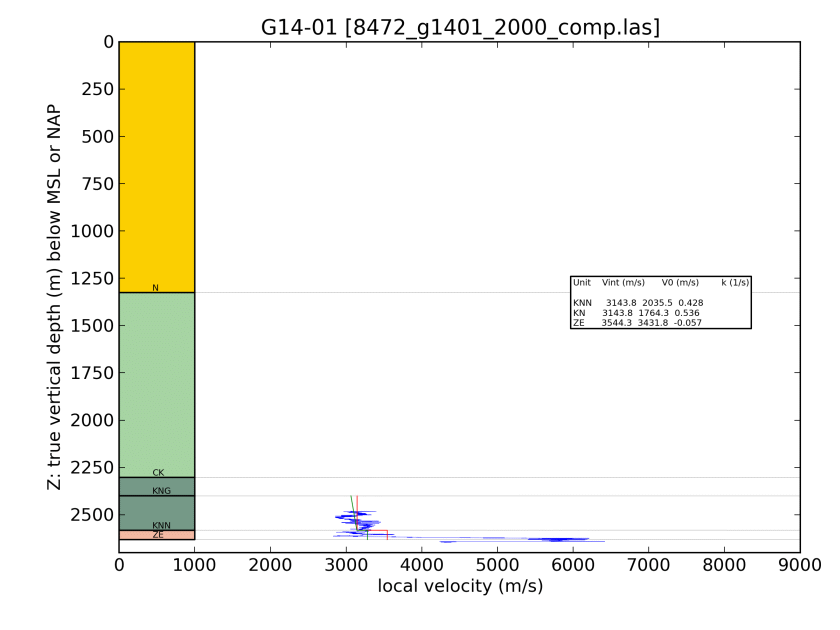 G14-01 [8472_g1401_2000_comp.las]
Z: true vertical depth (m) below MSL or NAP
0
250
500
750
1000
1250
1500
1750
2000
2250
2500
N
CK
KNG
KNN
ZE
Unit Vint (m/s) V0 (m/s) k (1/s)
KNN 3143.8 2035.5 0.428
KN 3143.8 1764.3 0.536
ZE 3544.3 3431.8 -0.057
0 1000 2000 3000 4000 5000 6000 7000 8000 9000
local velocity (m/s)